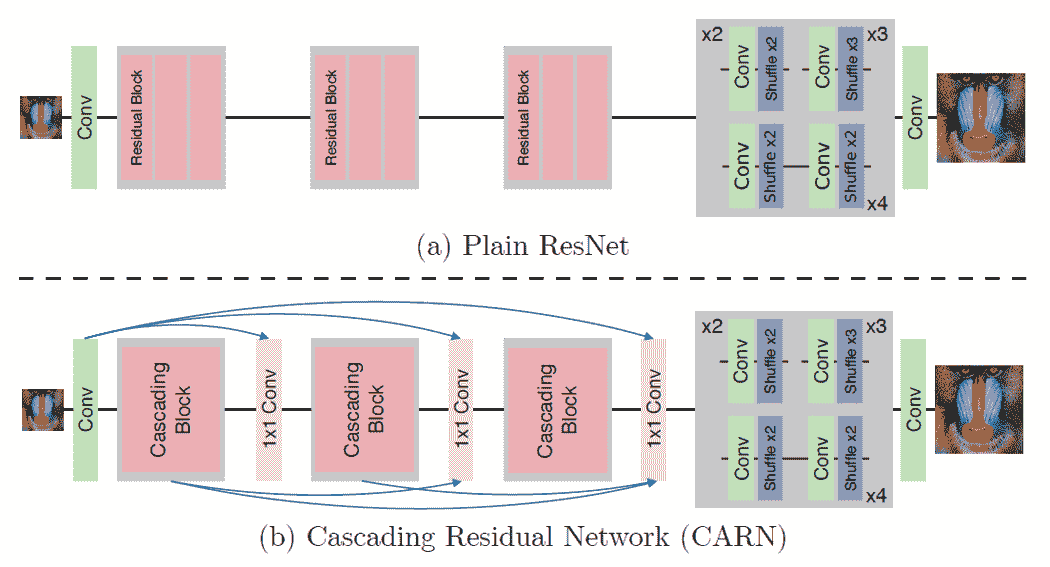 Conv
Residual Block
Residual Block
Residual Block
x2
Conv
Shuffle x2
Conv
Shuffle x3
x3
Conv
Shuffle x2
Conv
Shuffle x2
x4
Conv
(a) Plain ResNet
Conv
Cascading
Block
1x1 Conv
Cascading
Block
1x1 Conv
Cascading
Block
1x1 Conv
x2
Conv
Shuffle x2
Conv
Shuffle x3
x3
Conv
Shuffle x2
Conv
Shuffle x2
x4
Conv
(b) Cascading Residual Network (CARN)